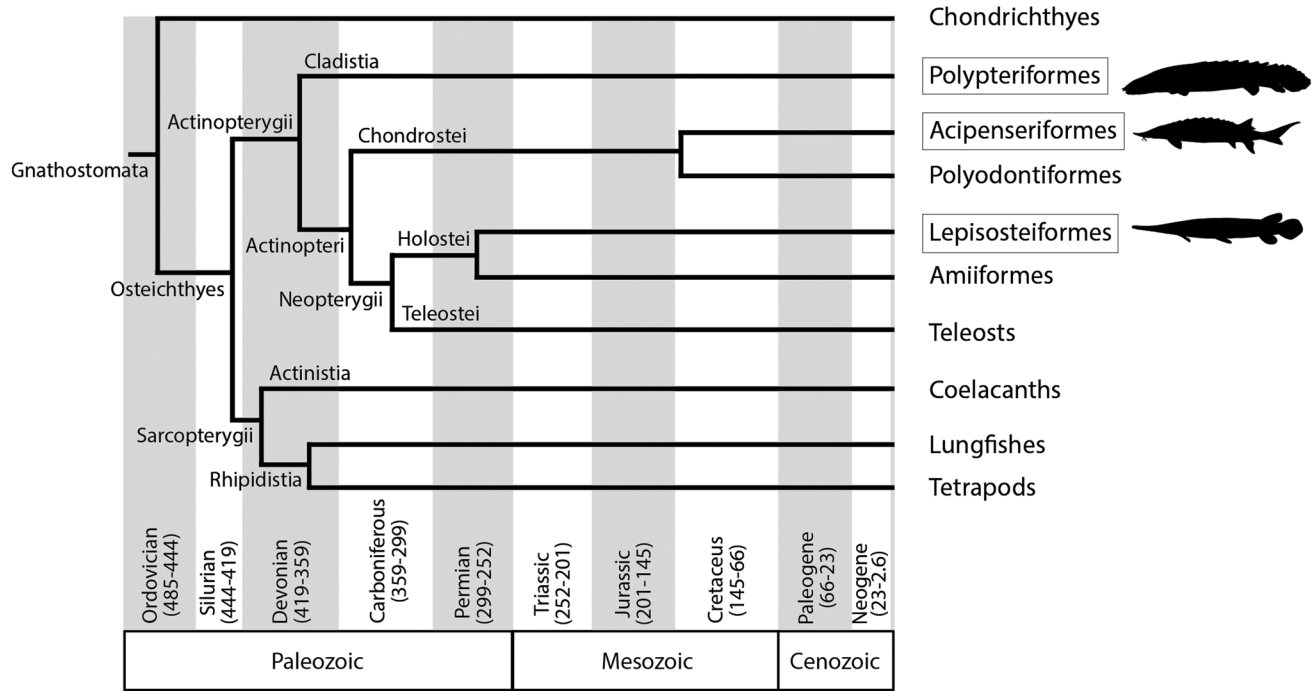 Chondrichthyes
Cladistia
Polypteriformes
Actinopterygii
Chondrostei
Acipenseriformes
Gnathostomata
Polyodontiformes
Actinopteri
Holostei
Lepisosteiformes
Osteichthyes
Neopterygii
Amiiformes
Teleostei
Teleosts
Actinistia
Coelacanths
Sarcopterygii
Lungfishes
Rhipidistia
Tetrapods
Ordovician
(485-444)
Silurian
(444-419)
Devonian
(419-359)
Carboniferous
(359-299)
Permian
(299-252)
Triassic
(252-201)
Jurassic
(201-145)
Cretaceus
(145-66)
Paleogene
(66-23)
Neogene
(23-2.6)
Paleozoic
Mesozoic
Cenozoic